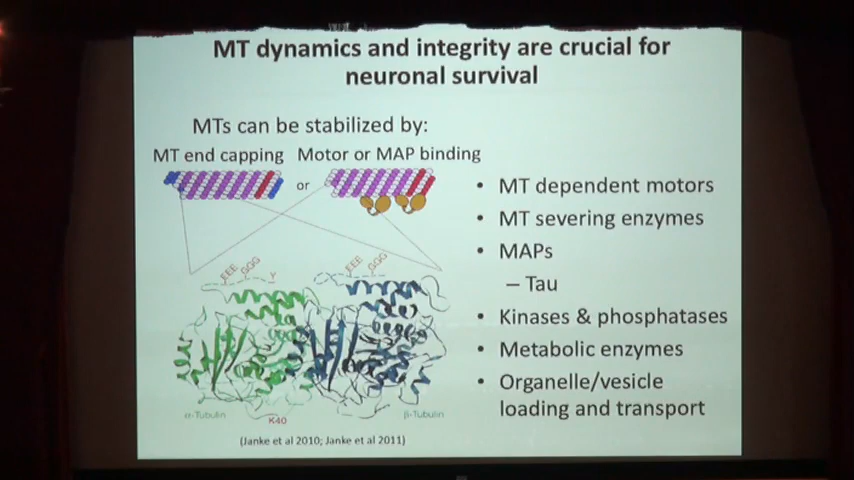 MT dynamics and integrity are crucial for
neuronal survival
MTs can be stabilized by:
MT end capping
Motor or MAP binding
or
EEE GGG Y
EEE GGG
α-Tubulin
K40
β-Tubulin
(Janke et al 2010; Janke et al 2011)
• MT dependent motors
• MT severing enzymes
• MAPs
– Tau
• Kinases & phosphatases
• Metabolic enzymes
• Organelle/vesicle
loading and transport